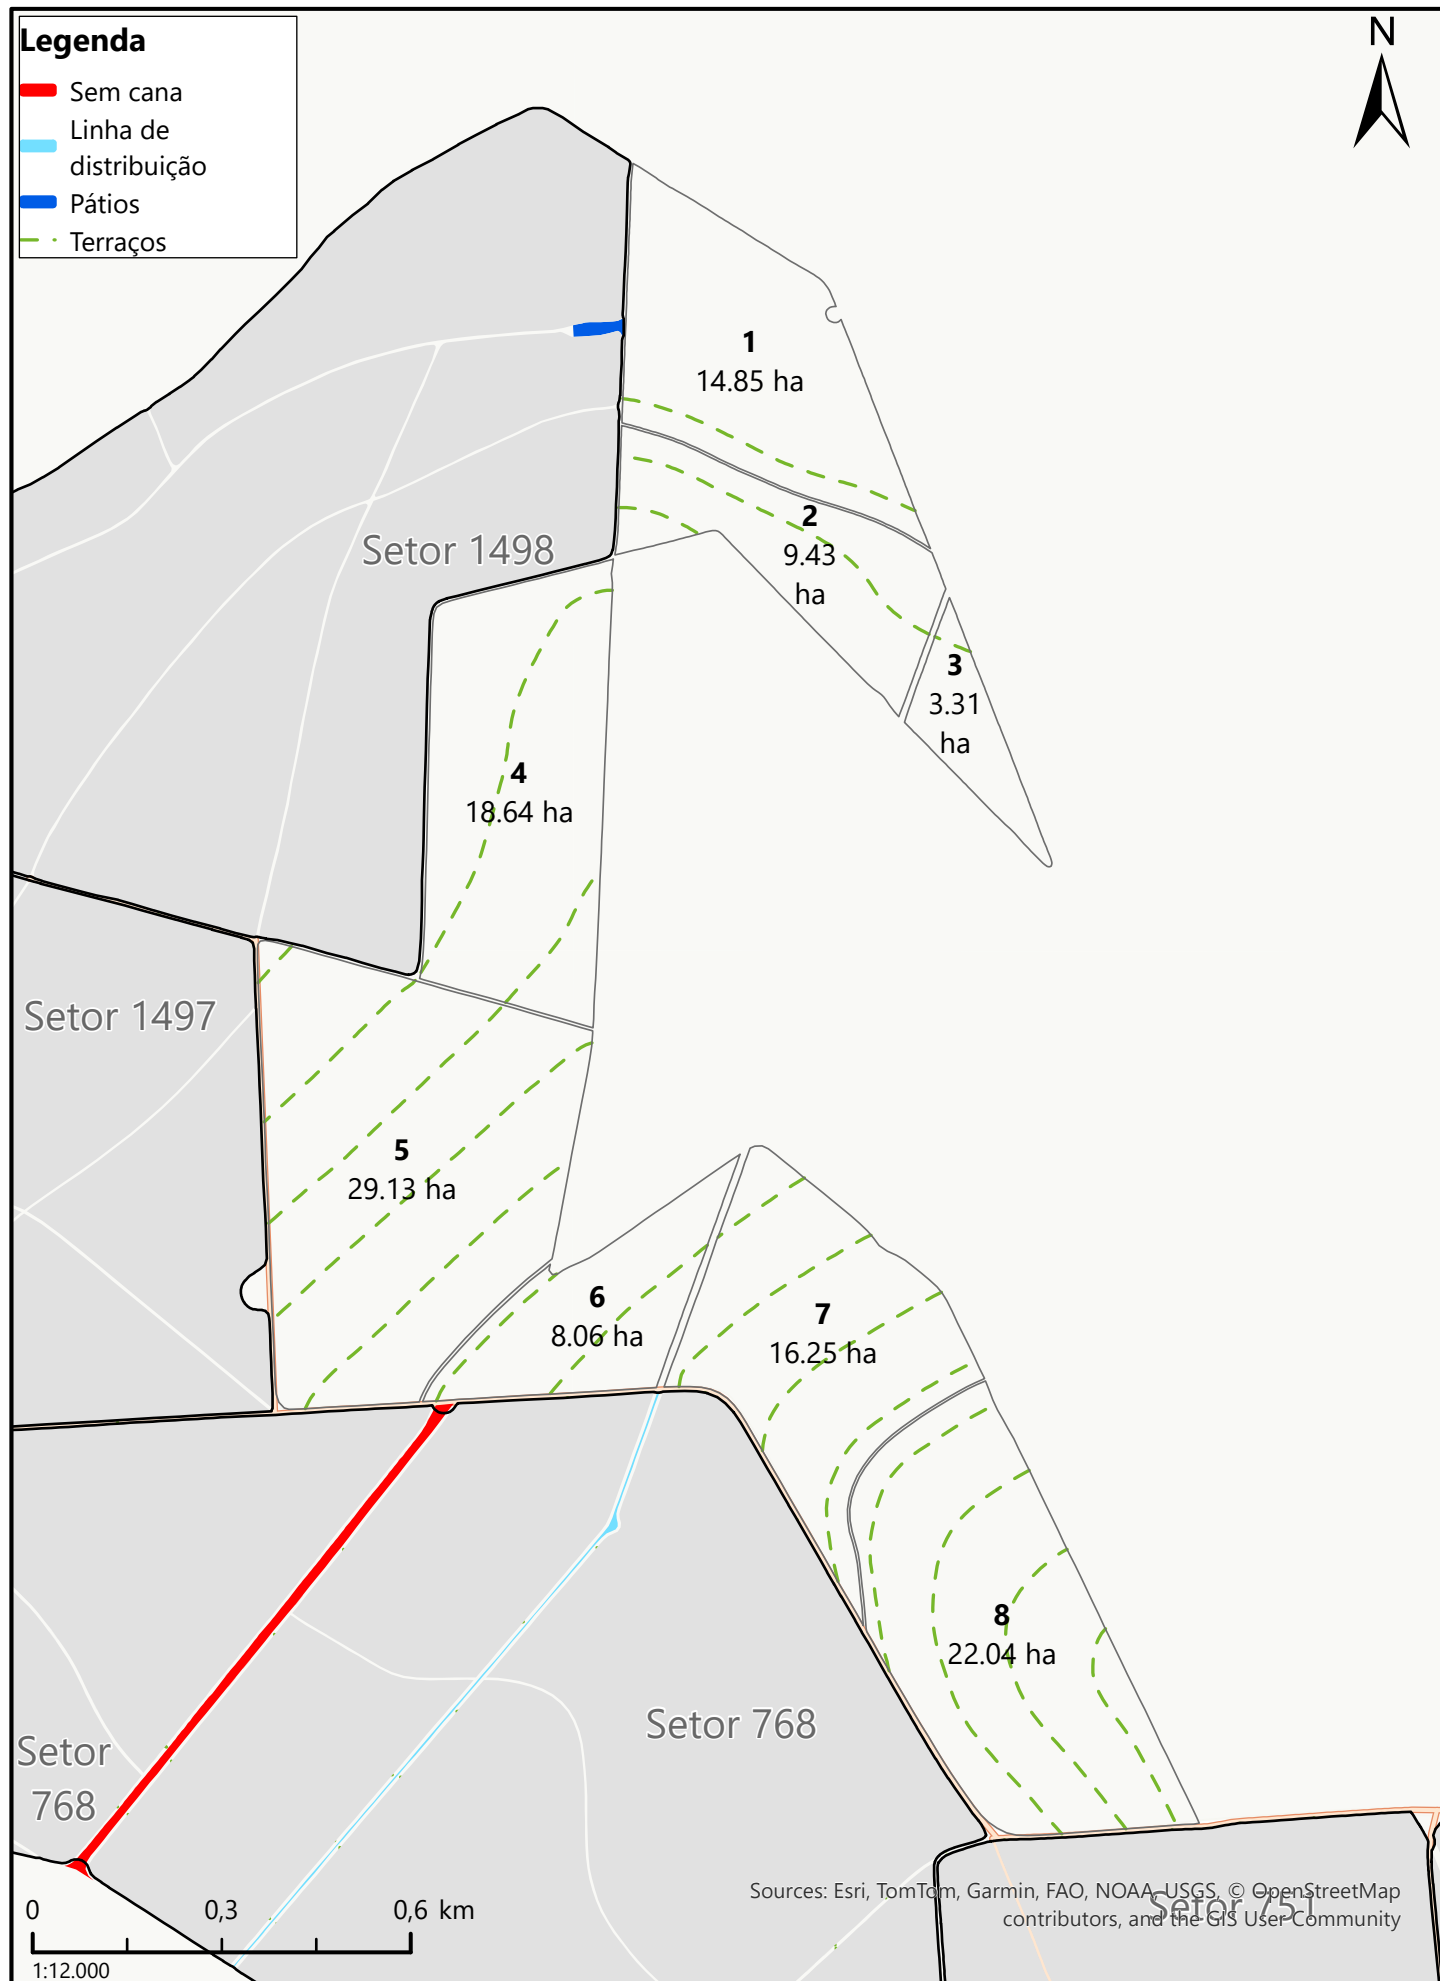 Legenda
Sem cana
Linha de
distribuição
Pátios
Terraços
N
1
14.85 ha
2
9.43
ha
3
3.31
ha
Setor 1498
4
18.64 ha
Setor 1497
5
29.13 ha
6
8.06 ha
7
16.25 ha
8
22.04 ha
Setor 768
Setor
768
Setor 751
Sources: Esri, TomTom, Garmin, FAO, NOAA, USGS, © OpenStreetMap
contributors, and the GIS User Community
0 0,3 0,6 km
1:12.000